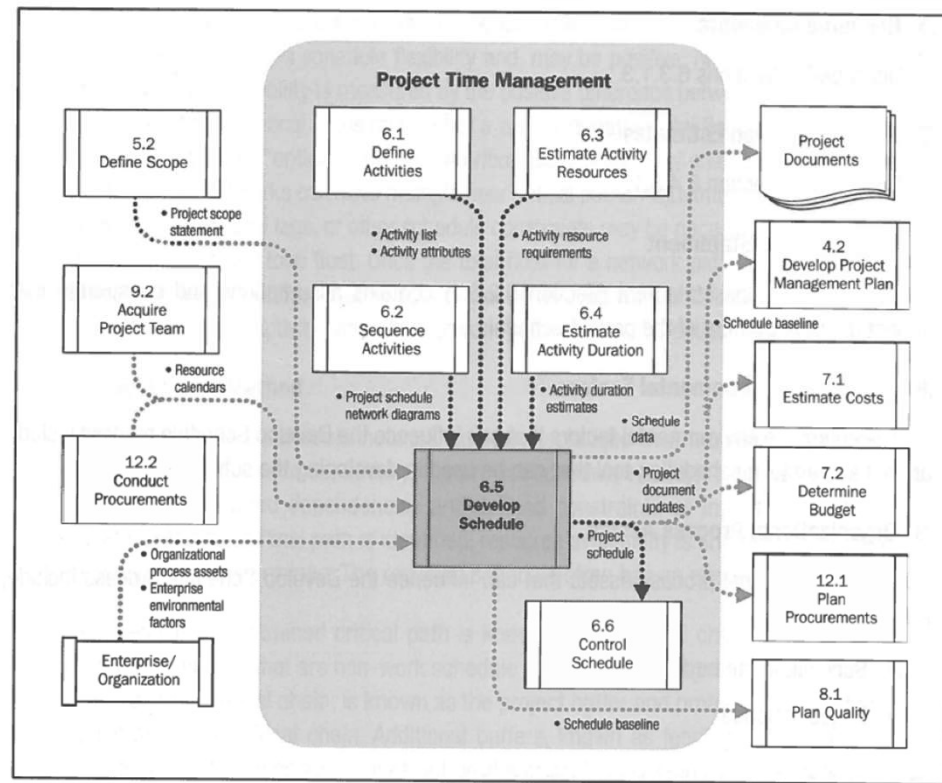 Project Time Management
5.2
Define Scope
6.1
Define
Activities
6.3
Estimate Activity
Resources
Project
Documents
• Project scope
statement
• Activity list
• Activity attributes
• Activity resource
requirements
9.2
Acquire
Project Team
6.2
Sequence
Activities
6.4
Estimate
Activity Duration
4.2
Develop Project
Management Plan
• Schedule baseline
• Resource
calendars
• Project schedule
network diagrams
• Activity duration
estimates
7.1
Estimate Costs
• Schedule
data
12.2
Conduct
Procurements
6.5
Develop
Schedule
• Project
document
updates
7.2
Determine
Budget
• Project
schedule
• Organizational
process assets
• Enterprise
environmental
factors
12.1
Plan
Procurements
Enterprise/
Organization
6.6
Control
Schedule
• Schedule baseline
8.1
Plan Quality